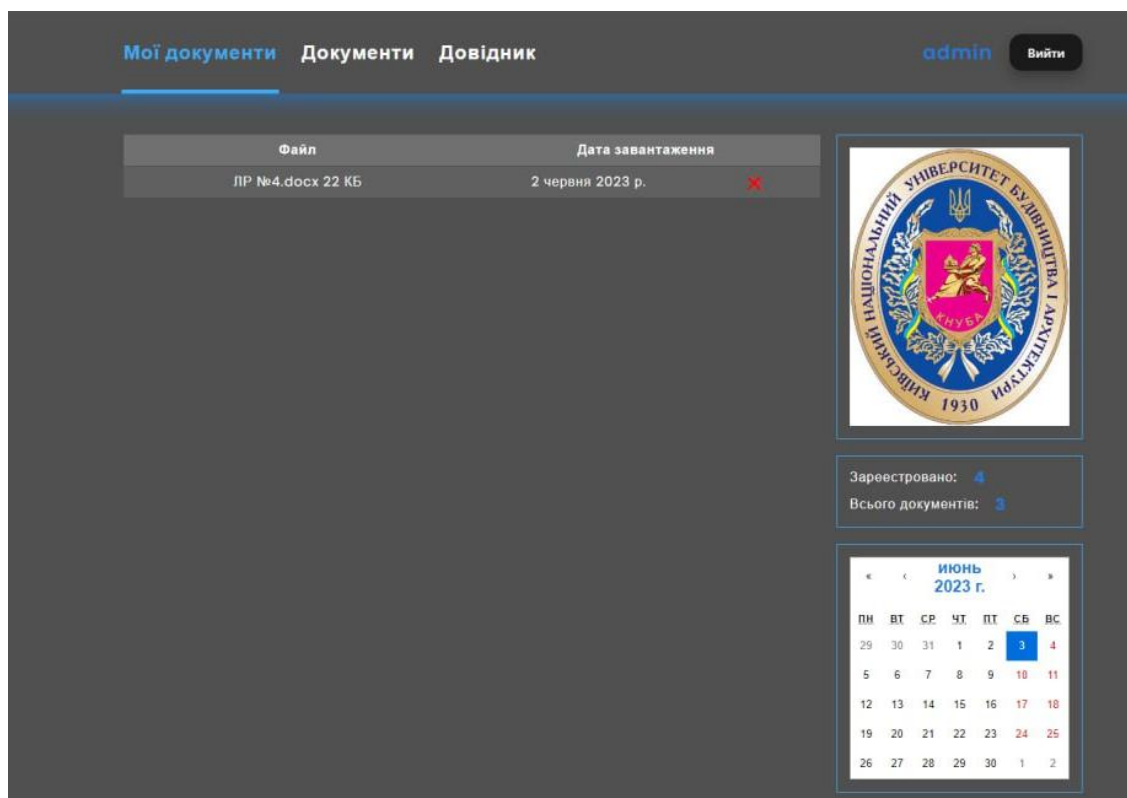 Мої документи Документи Довідник admin Вийти
Файл Дата завантаження
ЛР №4.docx 22 КБ 2 червня 2023 р.
КИЇВСЬКИЙ НАЦІОНАЛЬНИЙ УНІВЕРСИТЕТ БУДІВНИЦТВА І АРХІТЕКТУРИ
КНУБА
1930
Зареестровано: 4
Всього документів: 3
« ‹ июнь › »
2023 г.
ПН ВТ СР ЧТ ПТ СБ ВС
29 30 31 1 2 3 4
5 6 7 8 9 10 11
12 13 14 15 16 17 18
19 20 21 22 23 24 25
26 27 28 29 30 1 2